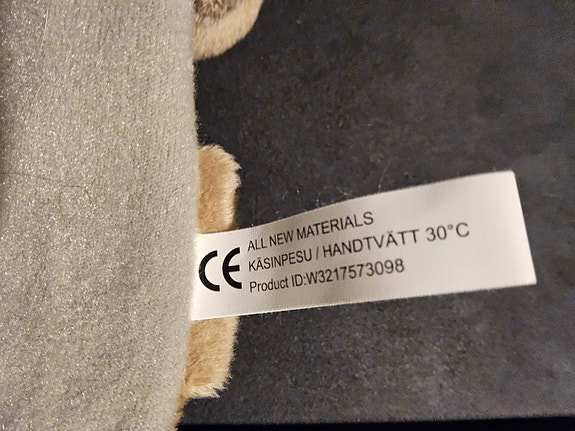 CE
ALL NEW MATERIALS
KÄSINPESU / HANDTVÄTT 30°C
Product ID:W3217573098